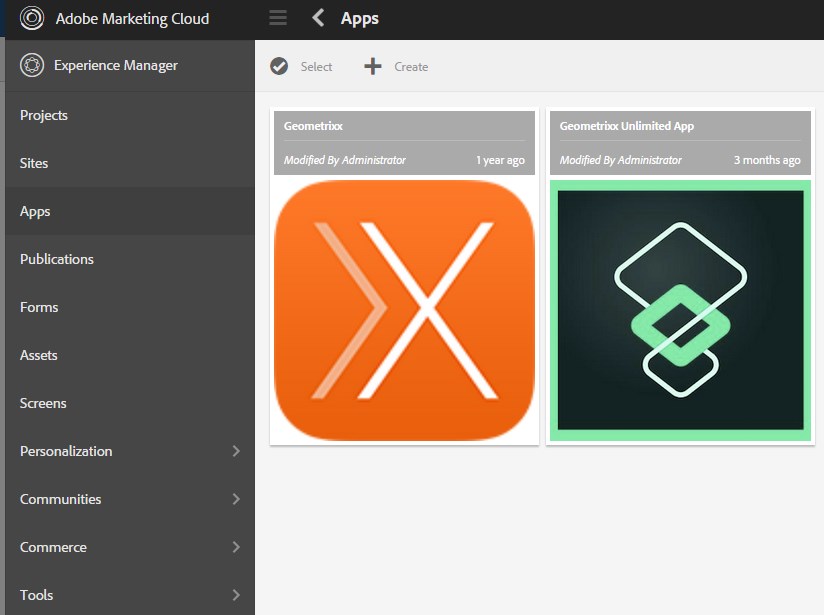 Adobe Marketing Cloud
Apps
Experience Manager
Select
Create
Projects
Sites
Apps
Publications
Forms
Assets
Screens
Personalization
Communities
Commerce
Tools
Geometrixx
Modified By Administrator 1 year ago
Geometrixx Unlimited App
Modified By Administrator 3 months ago